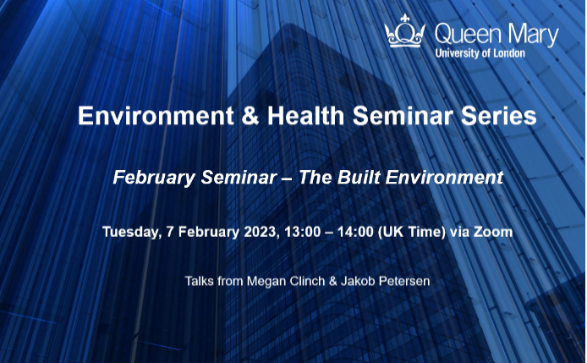 Queen Mary
University of London
Environment & Health Seminar Series
February Seminar – The Built Environment
Tuesday, 7 February 2023, 13:00 – 14:00 (UK Time) via Zoom
Talks from Megan Clinch & Jakob Petersen